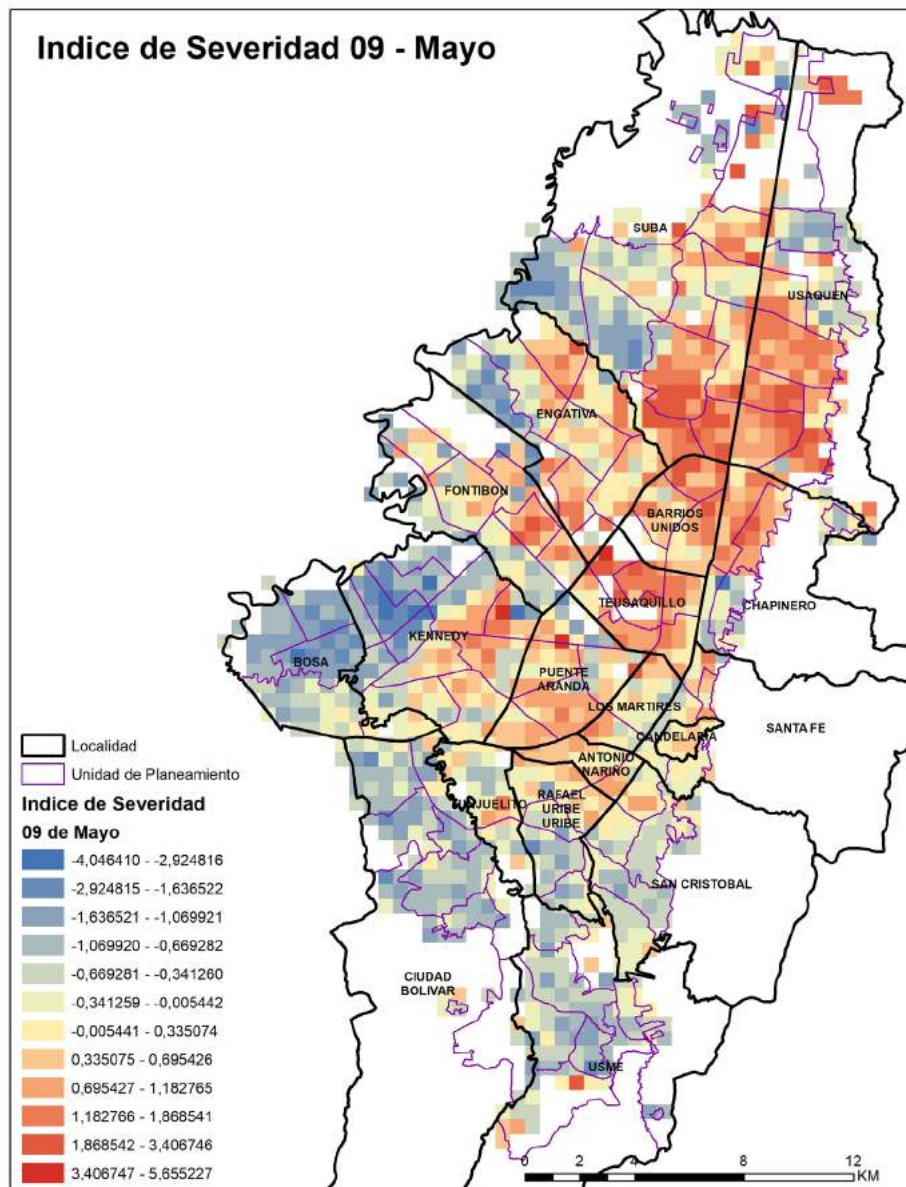 Indice de Severidad 09 - Mayo
SUBA
USAQUEN
ENGATIVA
FONTIBON
BARRIOS
UNIDOS
TEUSAQUILLO
CHAPINERO
KENNEDY
BOSA
PUENTE
ARANDA
LOS MARTIRES
SANTA FE
CANDELARIA
ANTONIO
NARIÑO
TUNJUELITO
RAFAEL
URIBE
URIBE
SAN CRISTOBAL
CIUDAD
BOLIVAR
USME
Localidad
Unidad de Planeamiento
Indice de Severidad
09 de Mayo
-4,046410 - -2,924816
-2,924815 - -1,636522
-1,636521 - -1,069921
-1,069920 - -0,669282
-0,669281 - -0,341260
-0,341259 - -0,005442
-0,005441 - 0,335074
0,335075 - 0,695426
0,695427 - 1,182765
1,182766 - 1,868541
1,868542 - 3,406746
3,406747 - 5,655227
0 2 4 8 12
KM